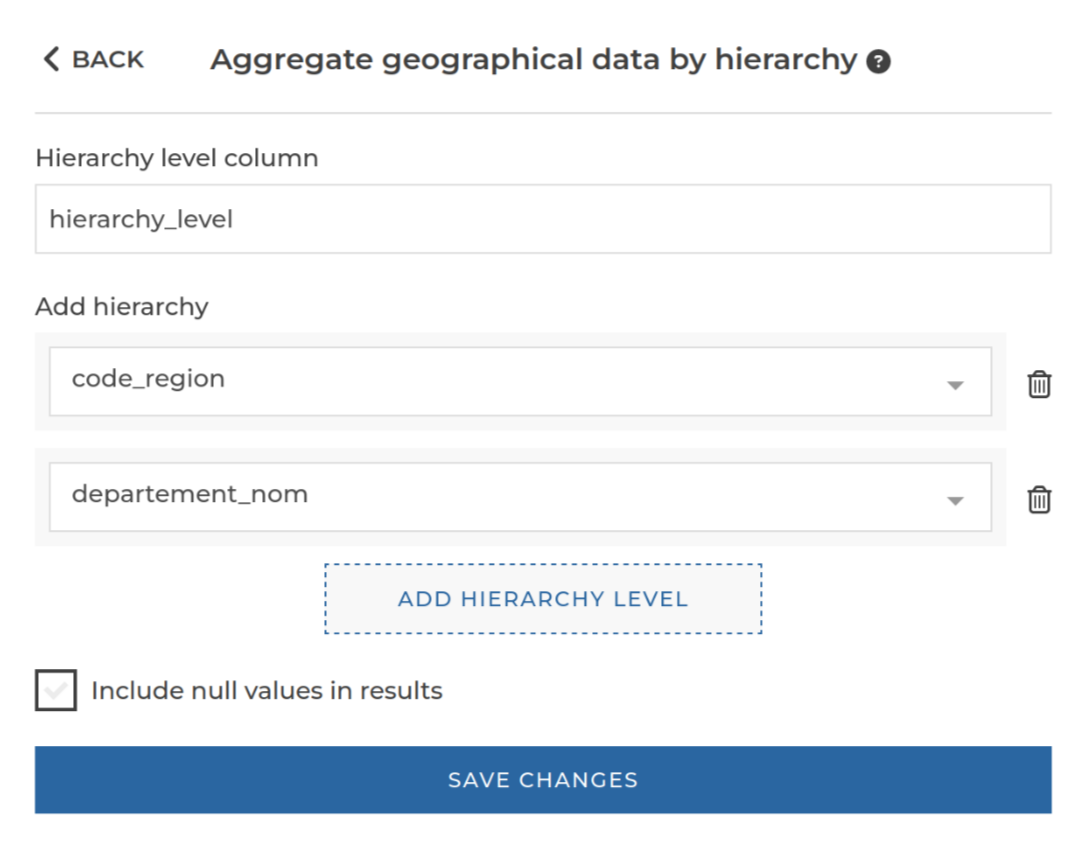 BACK Aggregate geographical data by hierarchy ?
Hierarchy level column
hierarchy_level
Add hierarchy
code_region
departement_nom
ADD HIERARCHY LEVEL
Include null values in results
SAVE CHANGES